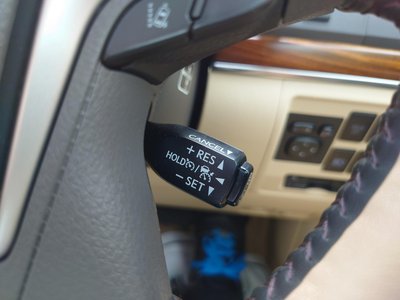 CANCEL
+ RES
HOLD /
− SET